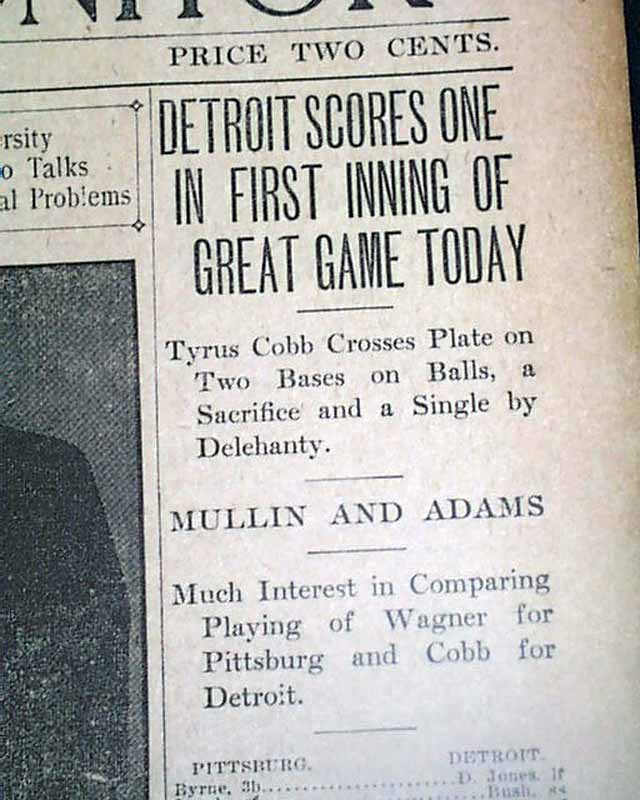 NITOR
PRICE TWO CENTS.
rsity
o Talks
al Problems
DETROIT SCORES ONE
IN FIRST INNING OF
GREAT GAME TODAY
Tyrus Cobb Crosses Plate on
Two Bases on Balls, a
Sacrifice and a Single by
Delehanty.
MULLIN AND ADAMS
Much Interest in Comparing
Playing of Wagner for
Pittsburg and Cobb for
Detroit.
PITTSBURG. DETROIT.
Byrne, 3b....................D. Jones, lf
Bush, ss